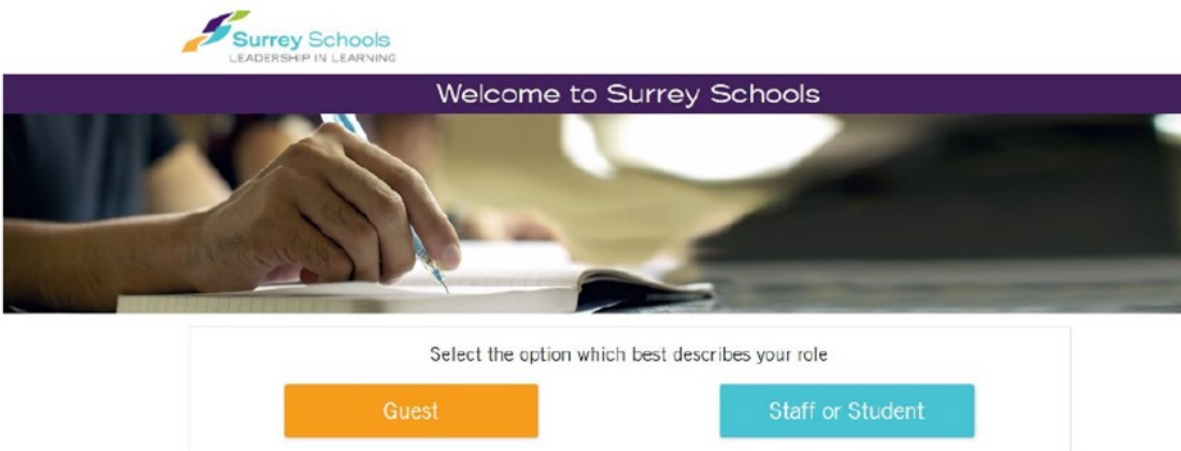 Surrey Schools
LEADERSHIP IN LEARNING
Welcome to Surrey Schools
Select the option which best describes your role
Guest
Staff or Student